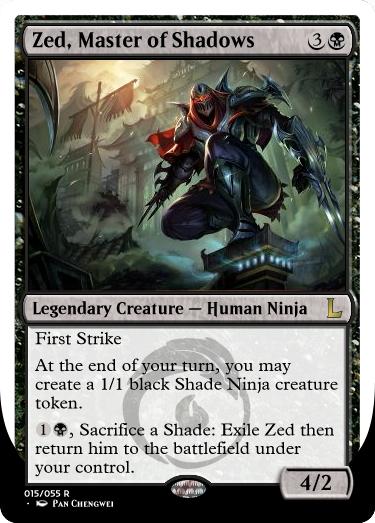 Zed, Master of Shadows 3
Legendary Creature — Human Ninja L
First Strike
At the end of your turn, you may
create a 1/1 black Shade Ninja creature
token.
1 , Sacrifice a Shade: Exile Zed then
return him to the battlefield under
your control.
4/2
015/055 R
· Pan Chengwei